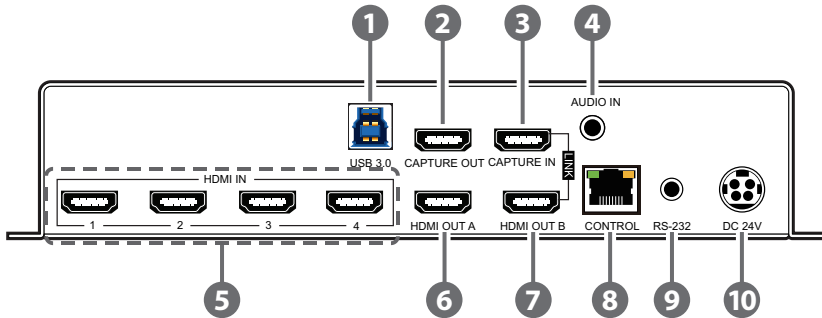 1 2 3 4
AUDIO IN
USB 3.0 CAPTURE OUT CAPTURE IN
LINK
HDMI IN
1 2 3 4
HDMI OUT A HDMI OUT B CONTROL RS-232 DC 24V
5 6 7 8 9 10